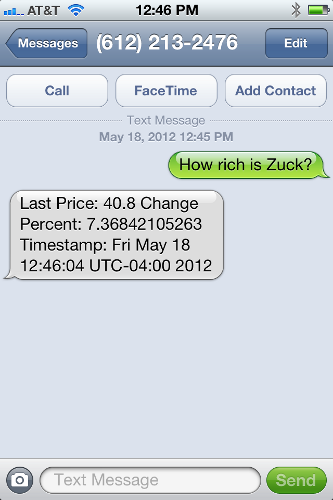 AT&T 12:46 PM
Messages (612) 213-2476 Edit
Call FaceTime Add Contact
Text Message
May 18, 2012 12:45 PM
How rich is Zuck?
Last Price: 40.8 Change
Percent: 7.36842105263
Timestamp: Fri May 18
12:46:04 UTC-04:00 2012
Text Message Send